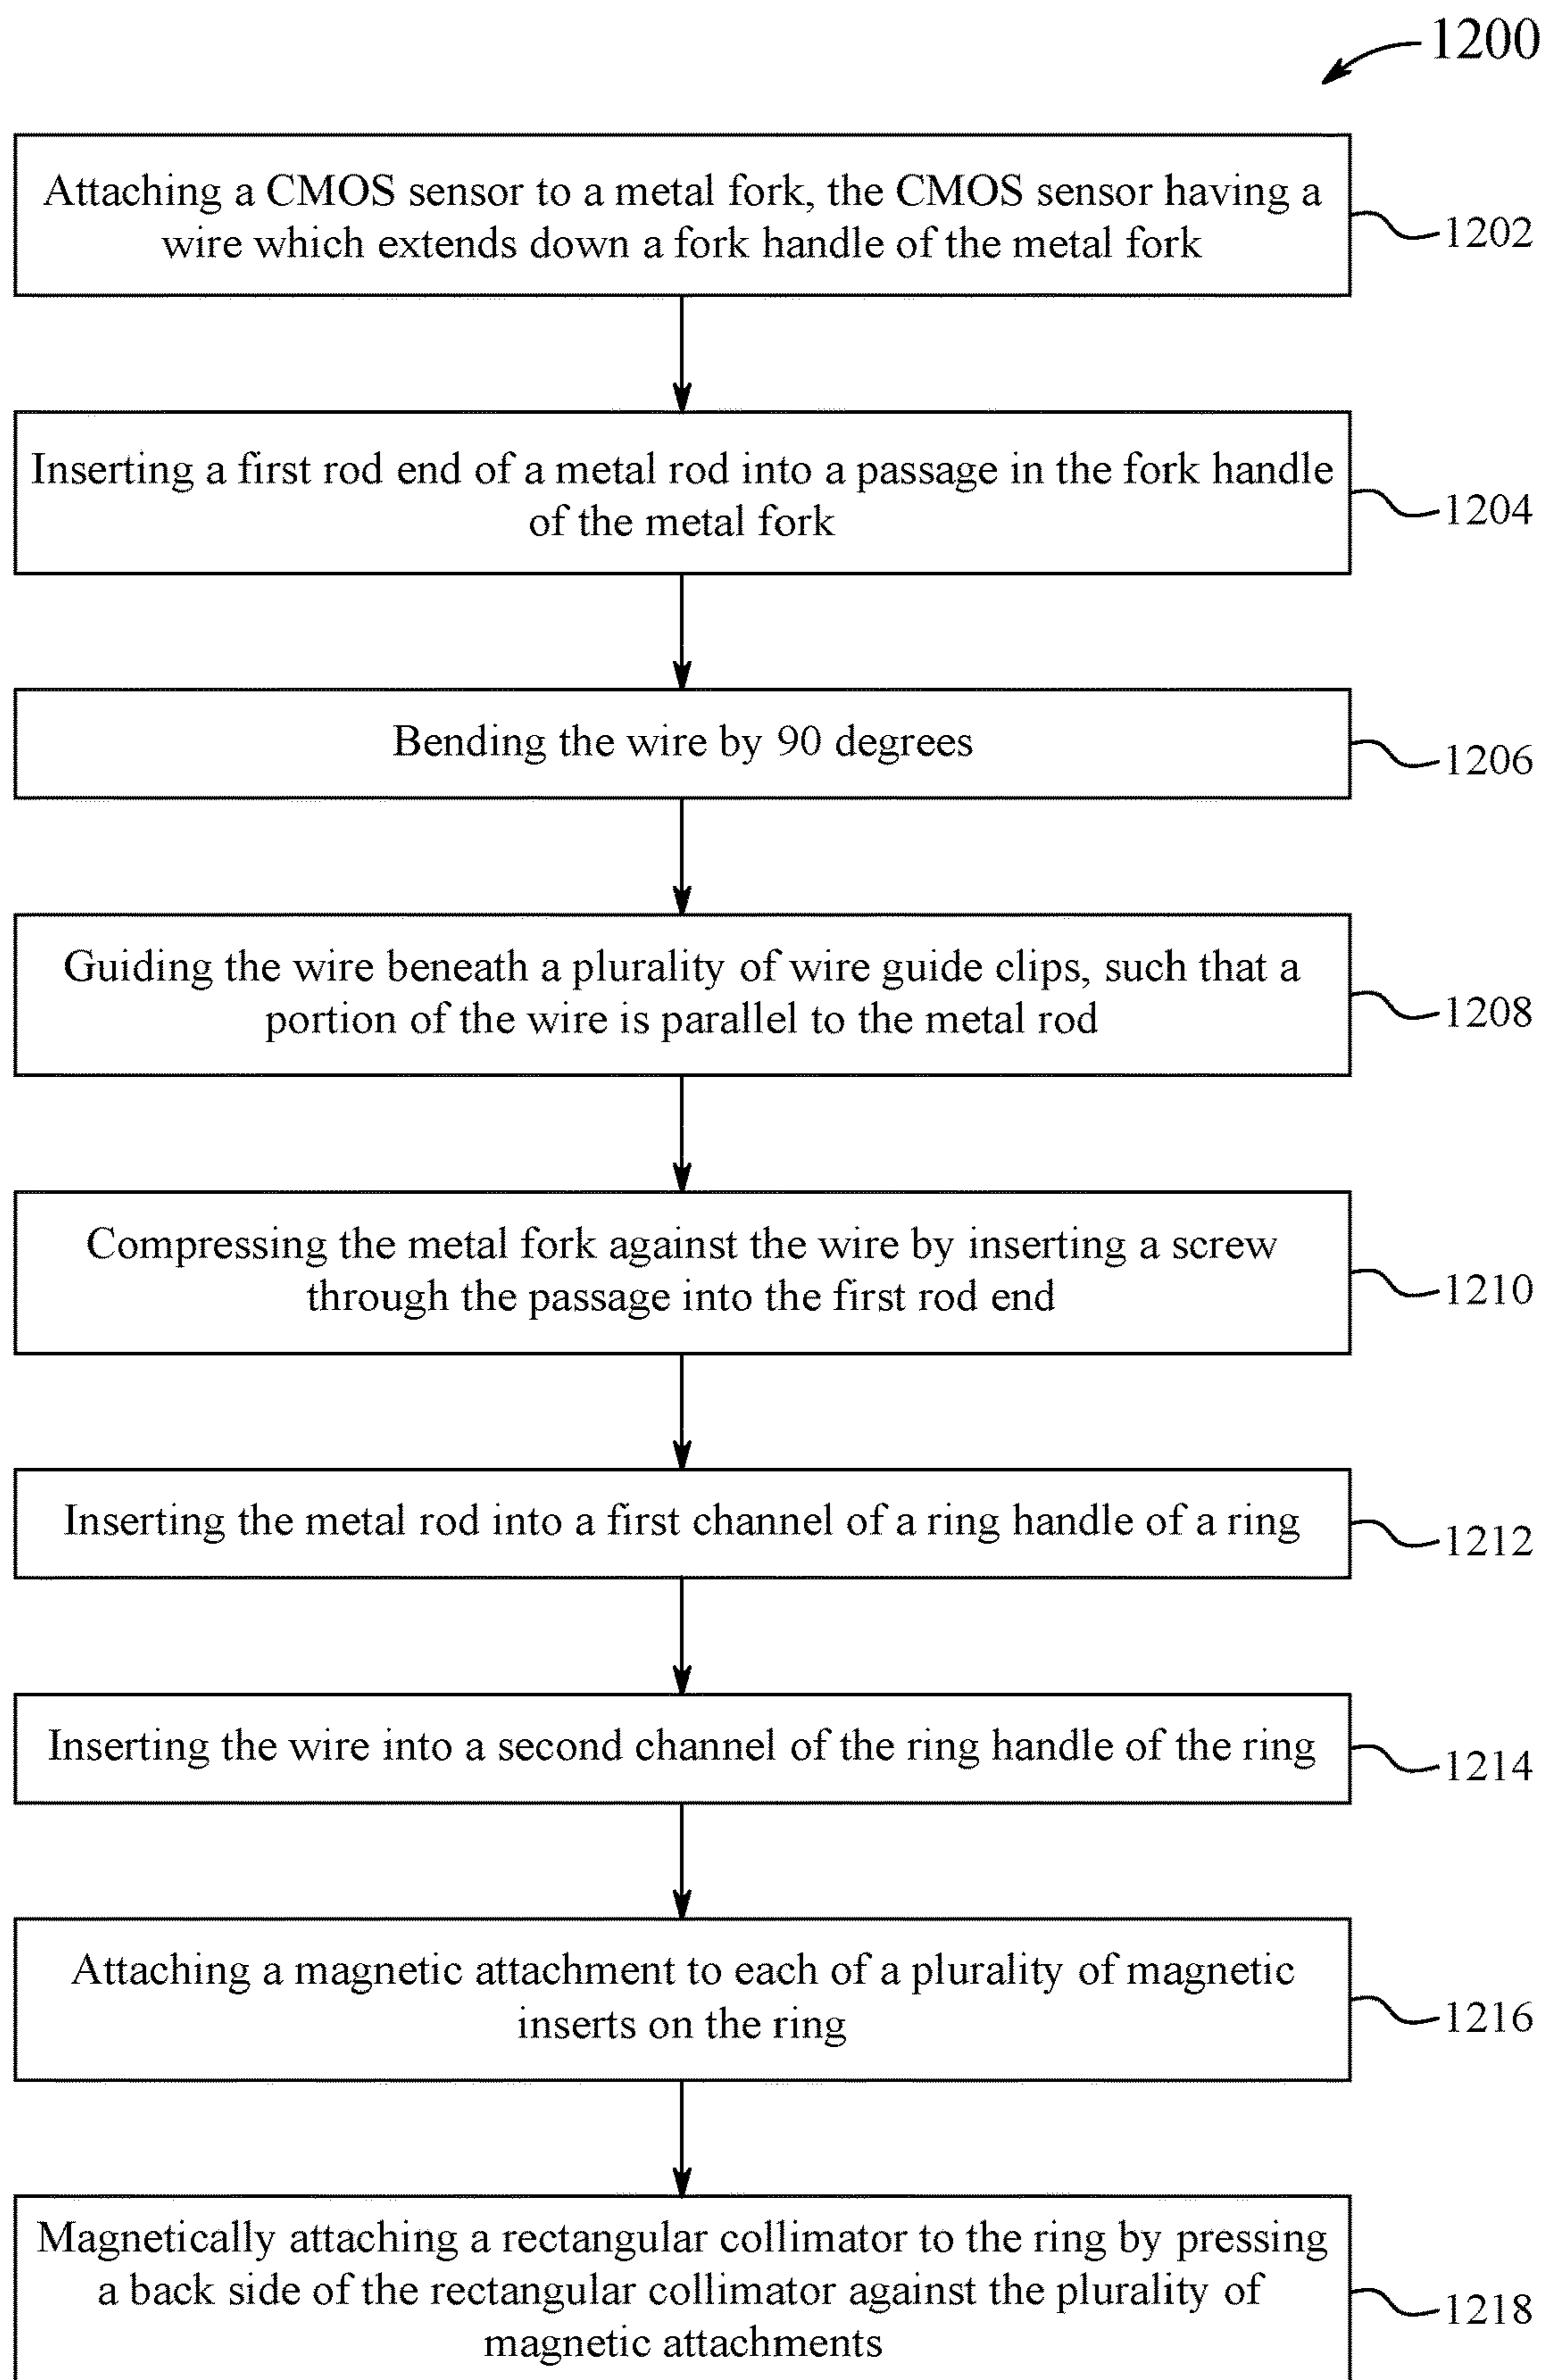 1200
Attaching a CMOS sensor to a metal fork, the CMOS sensor having a
wire which extends down a fork handle of the metal fork
1202
Inserting a first rod end of a metal rod into a passage in the fork handle
of the metal fork
1204
Bending the wire by 90 degrees
1206
Guiding the wire beneath a plurality of wire guide clips, such that a
portion of the wire is parallel to the metal rod
1208
Compressing the metal fork against the wire by inserting a screw
through the passage into the first rod end
1210
Inserting the metal rod into a first channel of a ring handle of a ring
1212
Inserting the wire into a second channel of the ring handle of the ring
1214
Attaching a magnetic attachment to each of a plurality of magnetic
inserts on the ring
1216
Magnetically attaching a rectangular collimator to the ring by pressing
a back side of the rectangular collimator against the plurality of
magnetic attachments
1218